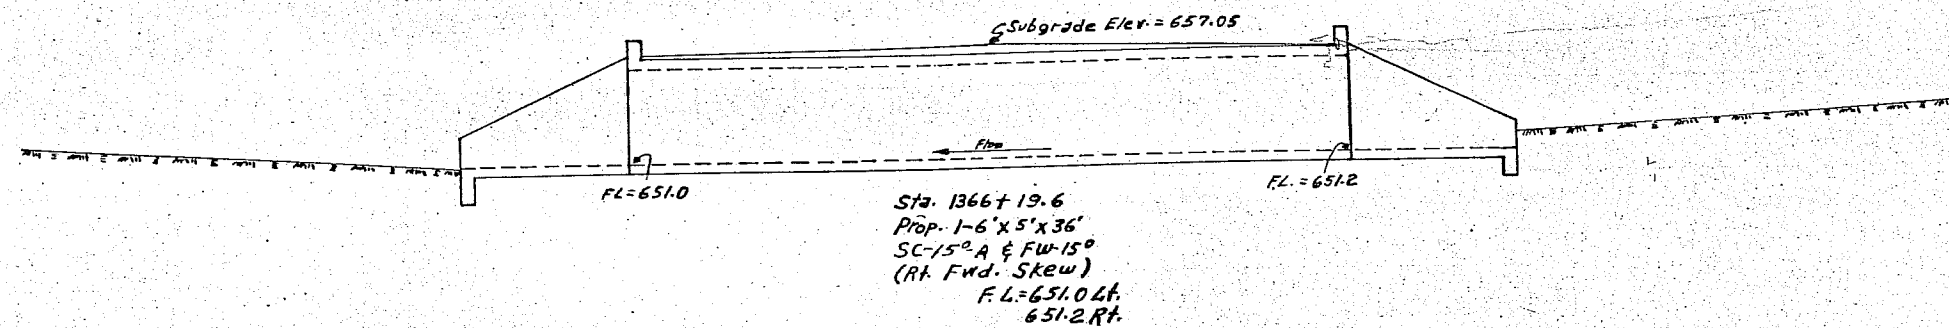 Subgrade Elev. = 657.05
Flow
F.L. = 651.0
F.L. = 651.2
Sta. 1366 + 19.6
Prop. 1-6'x5'x36'
SC-15°-A & FW-15°
(Rt. Fwd. Skew)
F.L. = 651.0 Lt.
651.2 Rt.